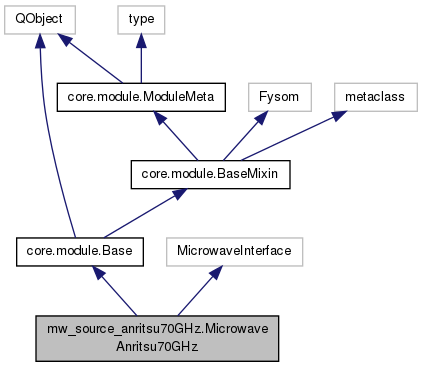 QObject
type
core.module.ModuleMeta
Fysom
metaclass
core.module.BaseMixin
core.module.Base
MicrowaveInterface
mw_source_anritsu70GHz.Microwave
Anritsu70GHz